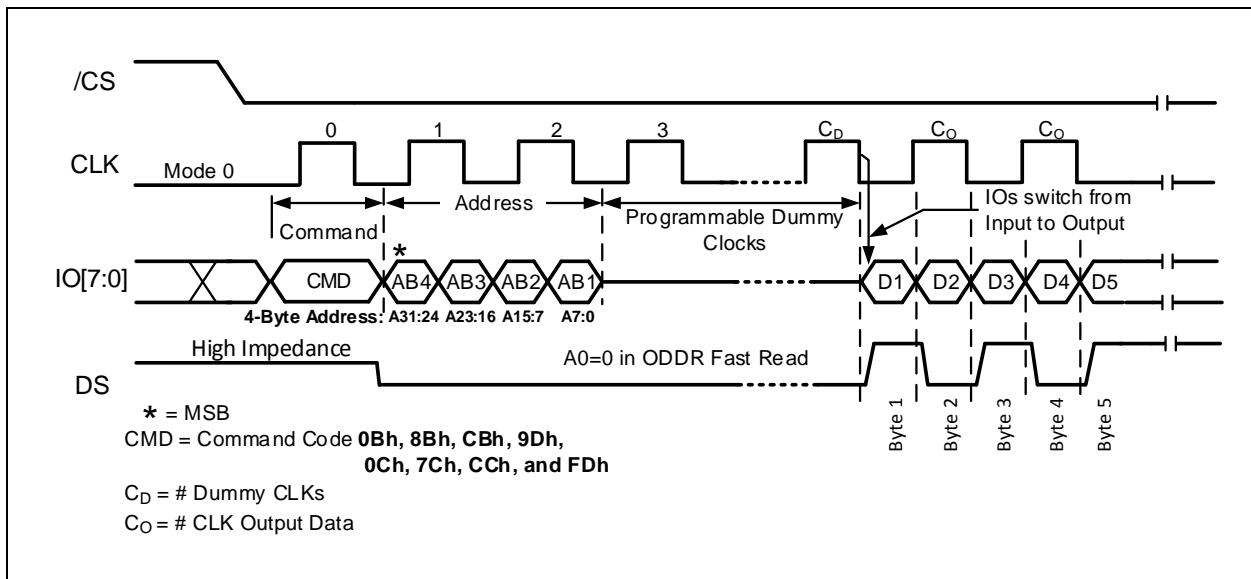 /CS
0 1 2 3 C_D C_O C_O
CLK
Mode 0
Address
IOs switch from
Input to Output
Command
Programmable Dummy
Clocks
*
IO[7:0]
CMD AB4 AB3 AB2 AB1 D1 D2 D3 D4 D5
4-Byte Address: A31:24 A23:16 A15:7 A7:0
High Impedance
A0=0 in ODDR Fast Read
DS
Byte 1
Byte 2
Byte 3
Byte 4
Byte 5
* = MSB
CMD = Command Code 0Bh, 8Bh, CBh, 9Dh,
0Ch, 7Ch, CCh, and FDh
C_D = # Dummy CLKs
C_O = # CLK Output Data